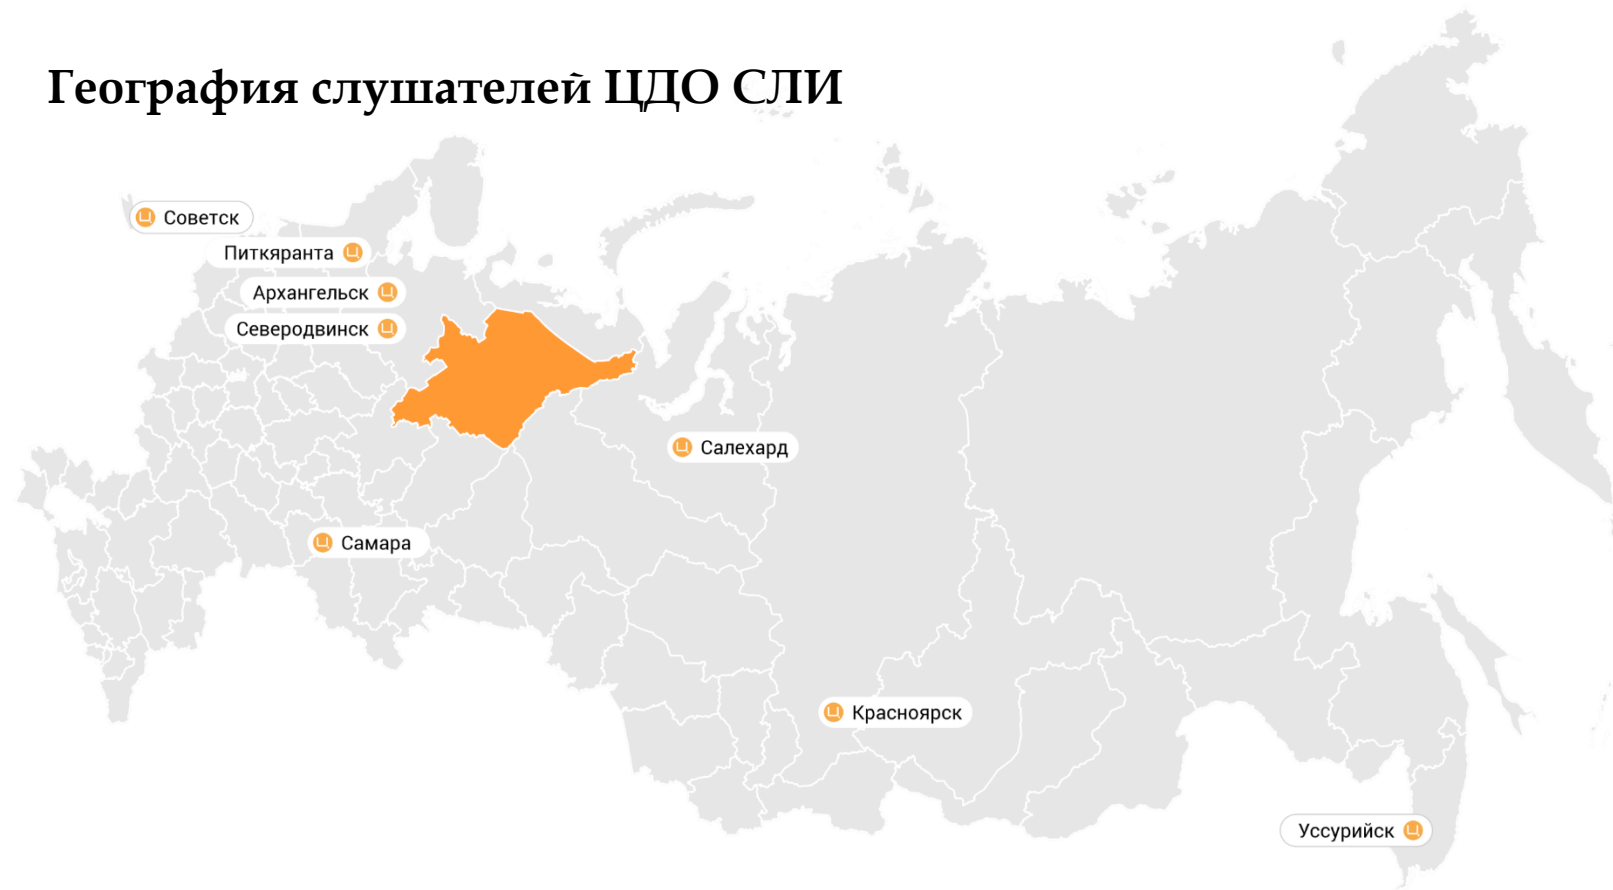 География слушателей ЦДО СЛИ
Советск
Питкяранта
Архангельск
Северодвинск
Салехард
Самара
Красноярск
Уссурийск